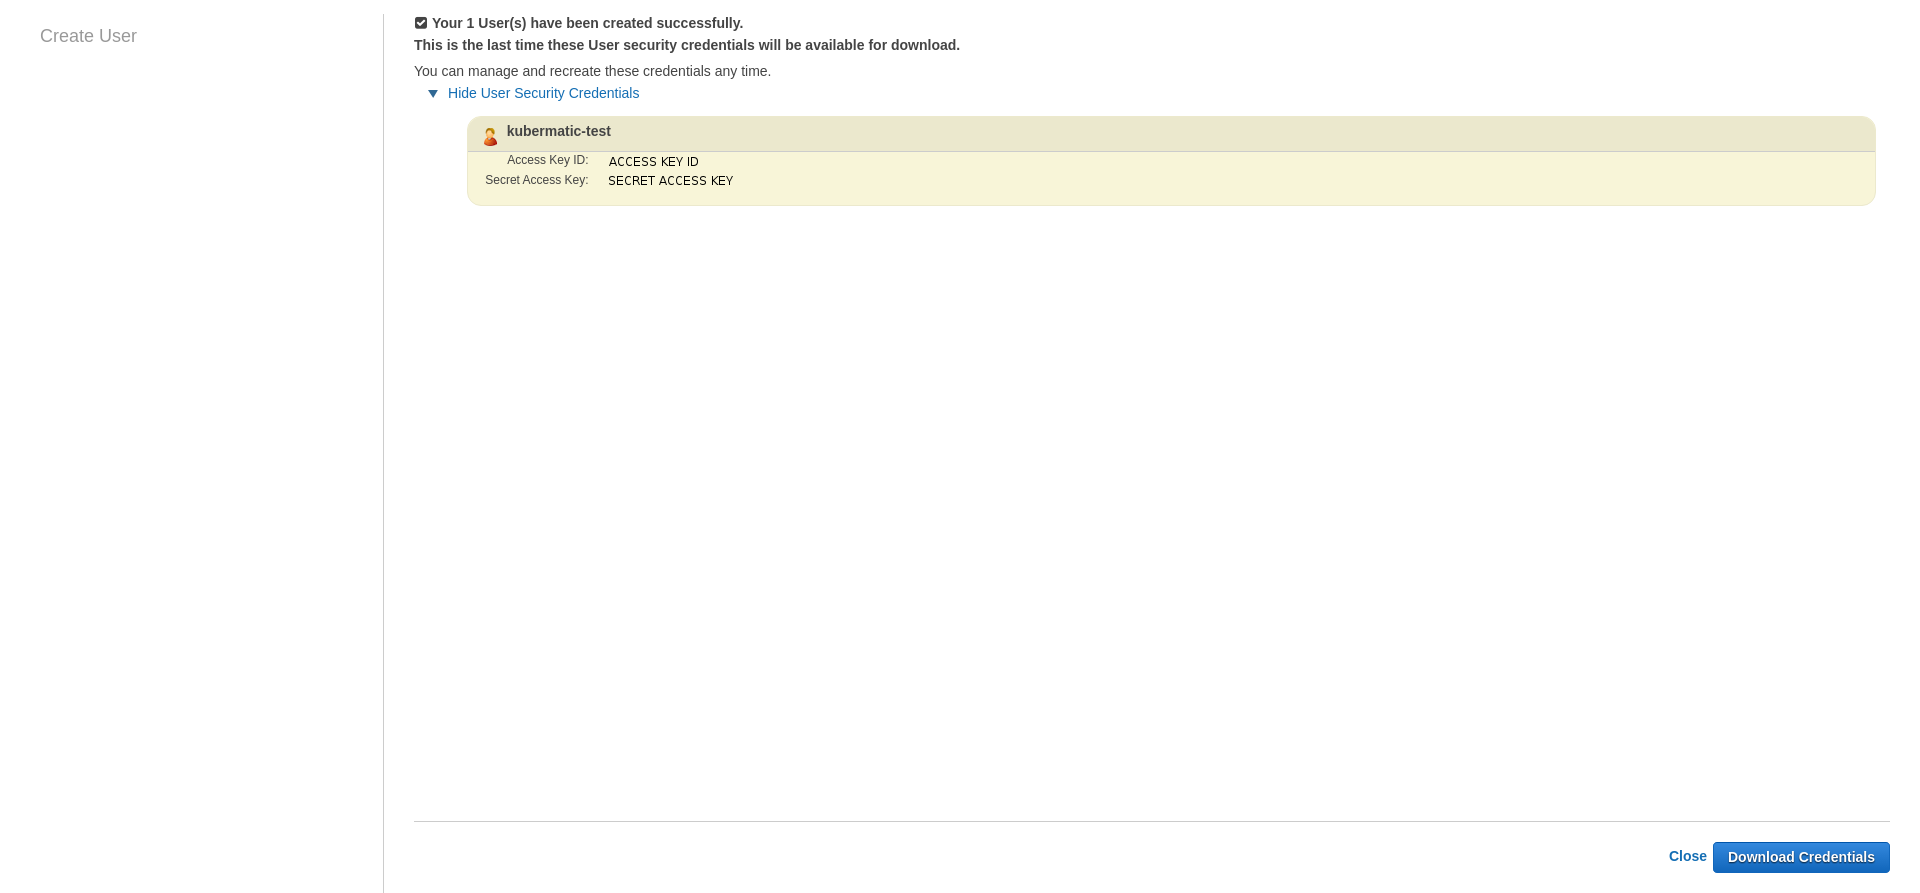 Create User
Your 1 User(s) have been created successfully.
This is the last time these User security credentials will be available for download.
You can manage and recreate these credentials any time.
Hide User Security Credentials
kubermatic-test
Access Key ID: ACCESS KEY ID
Secret Access Key: SECRET ACCESS KEY
Close Download Credentials